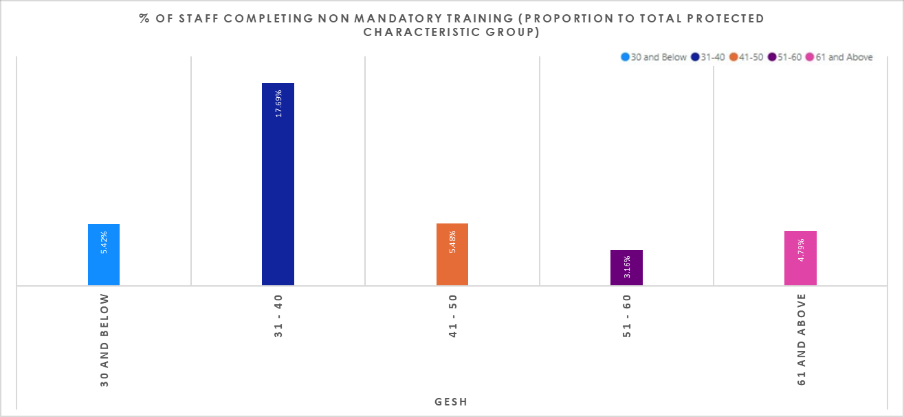 % OF STAFF COMPLETING NON MANDATORY TRAINING (PROPORTION TO TOTAL PROTECTED
CHARACTERISTIC GROUP)
30 and Below 31-40 41-50 51-60 61 and Above
5.42%
17.69%
5.48%
3.16%
4.79%
30 AND BELOW
31 - 40
41 - 50
51 - 60
61 AND ABOVE
GESH